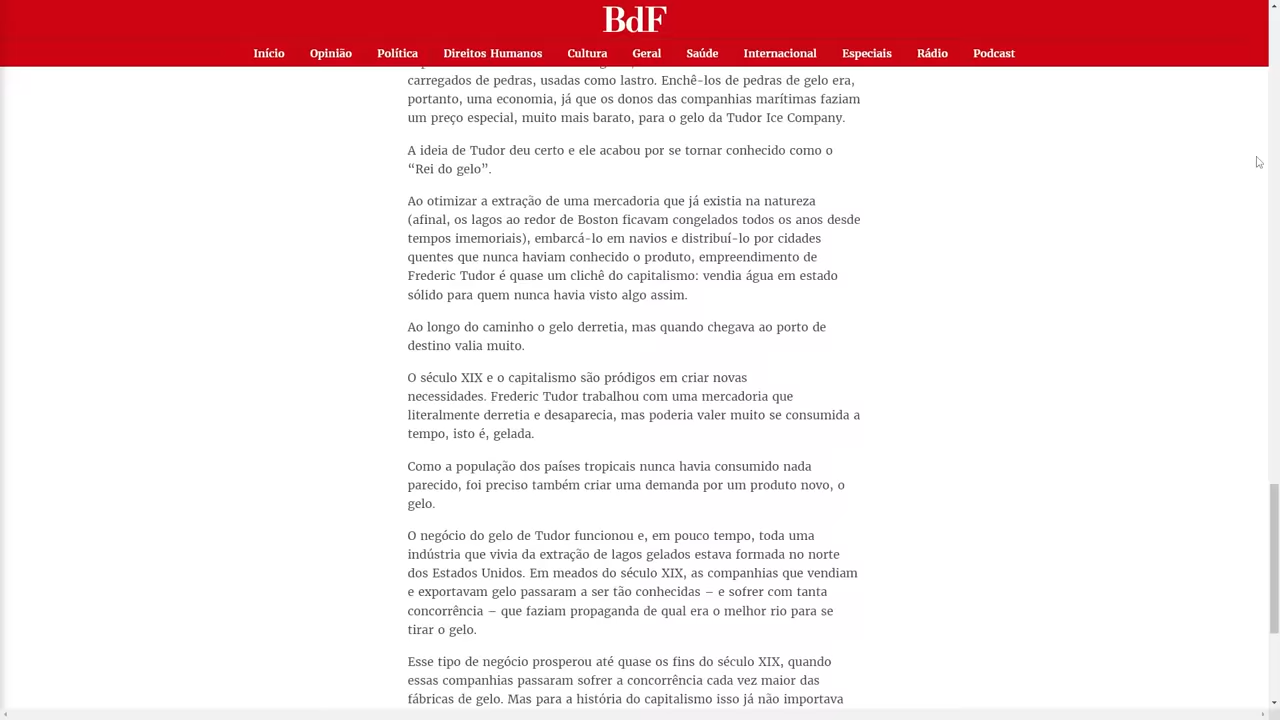 BdF
Início Opinião Política Direitos Humanos Cultura Geral Saúde Internacional Especiais Rádio Podcast
carregados de pedras, usadas como lastro. Enchê-los de pedras de gelo era,
portanto, uma economia, já que os donos das companhias marítimas faziam
um preço especial, muito mais barato, para o gelo da Tudor Ice Company.
A ideia de Tudor deu certo e ele acabou por se tornar conhecido como o
“Rei do gelo”.
Ao otimizar a extração de uma mercadoria que já existia na natureza
(afinal, os lagos ao redor de Boston ficavam congelados todos os anos desde
tempos imemoriais), embarcá-lo em navios e distribuí-lo por cidades
quentes que nunca haviam conhecido o produto, empreendimento de
Frederic Tudor é quase um clichê do capitalismo: vendia água em estado
sólido para quem nunca havia visto algo assim.
Ao longo do caminho o gelo derretia, mas quando chegava ao porto de
destino valia muito.
O século XIX e o capitalismo são pródigos em criar novas
necessidades. Frederic Tudor trabalhou com uma mercadoria que
literalmente derretia e desaparecia, mas poderia valer muito se consumida a
tempo, isto é, gelada.
Como a população dos países tropicais nunca havia consumido nada
parecido, foi preciso também criar uma demanda por um produto novo, o
gelo.
O negócio do gelo de Tudor funcionou e, em pouco tempo, toda uma
indústria que vivia da extração de lagos gelados estava formada no norte
dos Estados Unidos. Em meados do século XIX, as companhias que vendiam
e exportavam gelo passaram a ser tão conhecidas – e sofrer com tanta
concorrência – que faziam propaganda de qual era o melhor rio para se
tirar o gelo.
Esse tipo de negócio prosperou até quase os fins do século XIX, quando
essas companhias passaram sofrer a concorrência cada vez maior das
fábricas de gelo. Mas para a história do capitalismo isso já não importava